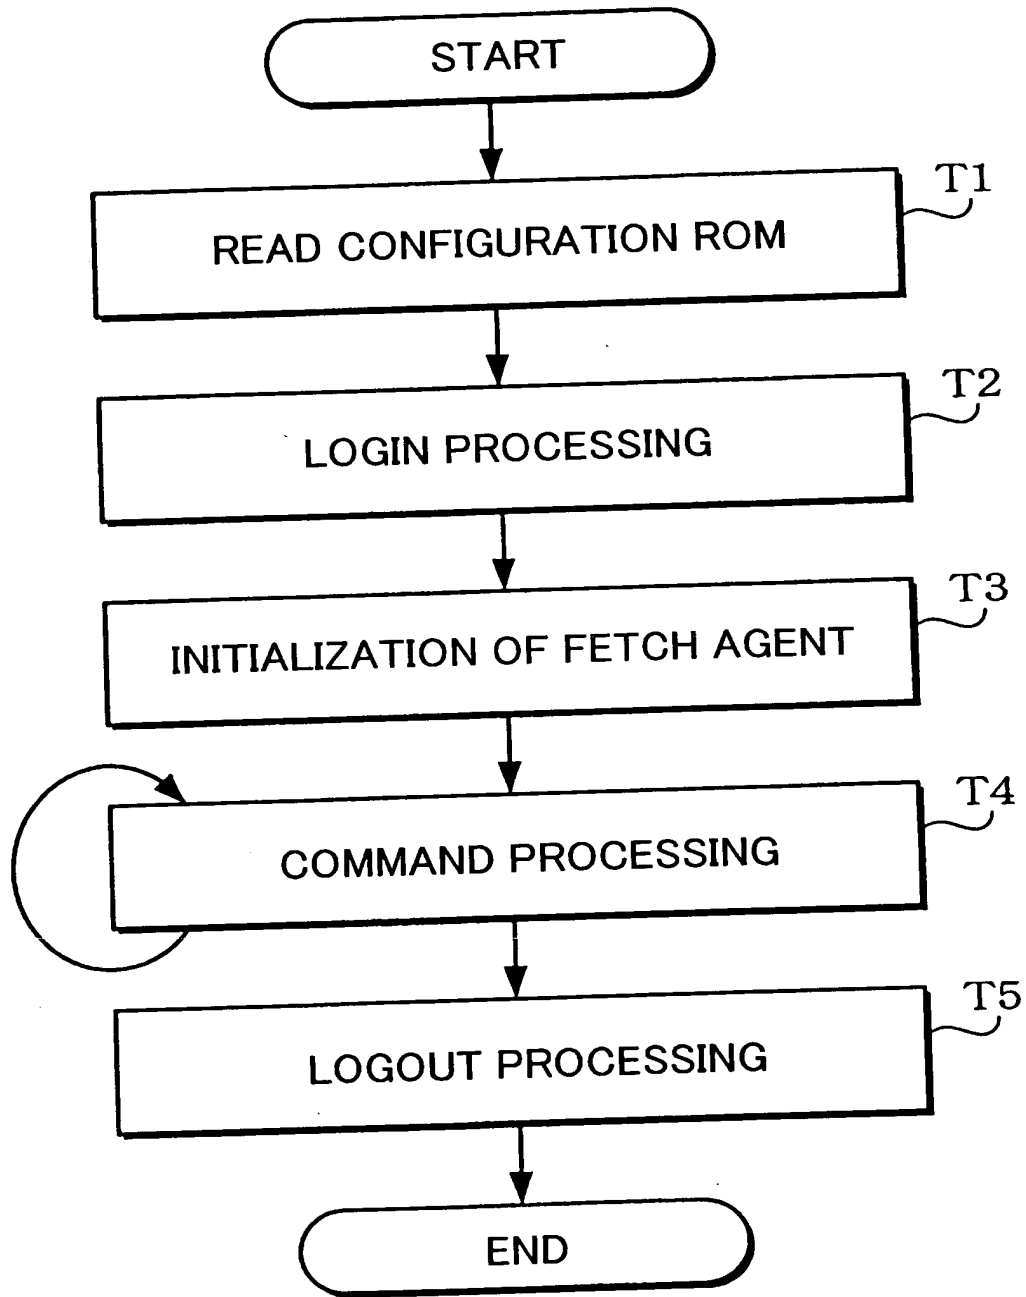 START
T1
READ CONFIGURATION ROM
T2
LOGIN PROCESSING
T3
INITIALIZATION OF FETCH AGENT
T4
COMMAND PROCESSING
T5
LOGOUT PROCESSING
END